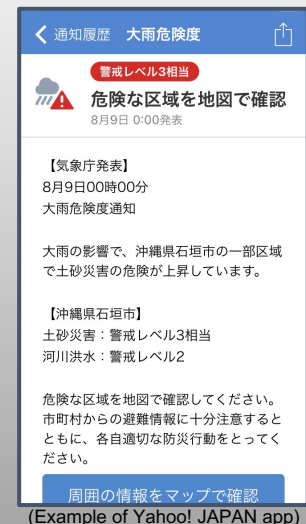 通知履歴 大雨危険度
警戒レベル3相当
危険な区域を地図で確認
8月9日 0:00発表
【気象庁発表】
8月9日00時00分
大雨危険度通知
大雨の影響で、沖縄県石垣市の一部区域
で土砂災害の危険が上昇しています。
【沖縄県石垣市】
土砂災害：警戒レベル3相当
河川洪水：警戒レベル2
危険な区域を地図で確認してください。
市町村からの避難情報に十分注意すると
ともに、各自適切な防災行動をとってく
ださい。
周囲の情報をマップで確認
(Example of Yahoo! JAPAN app)